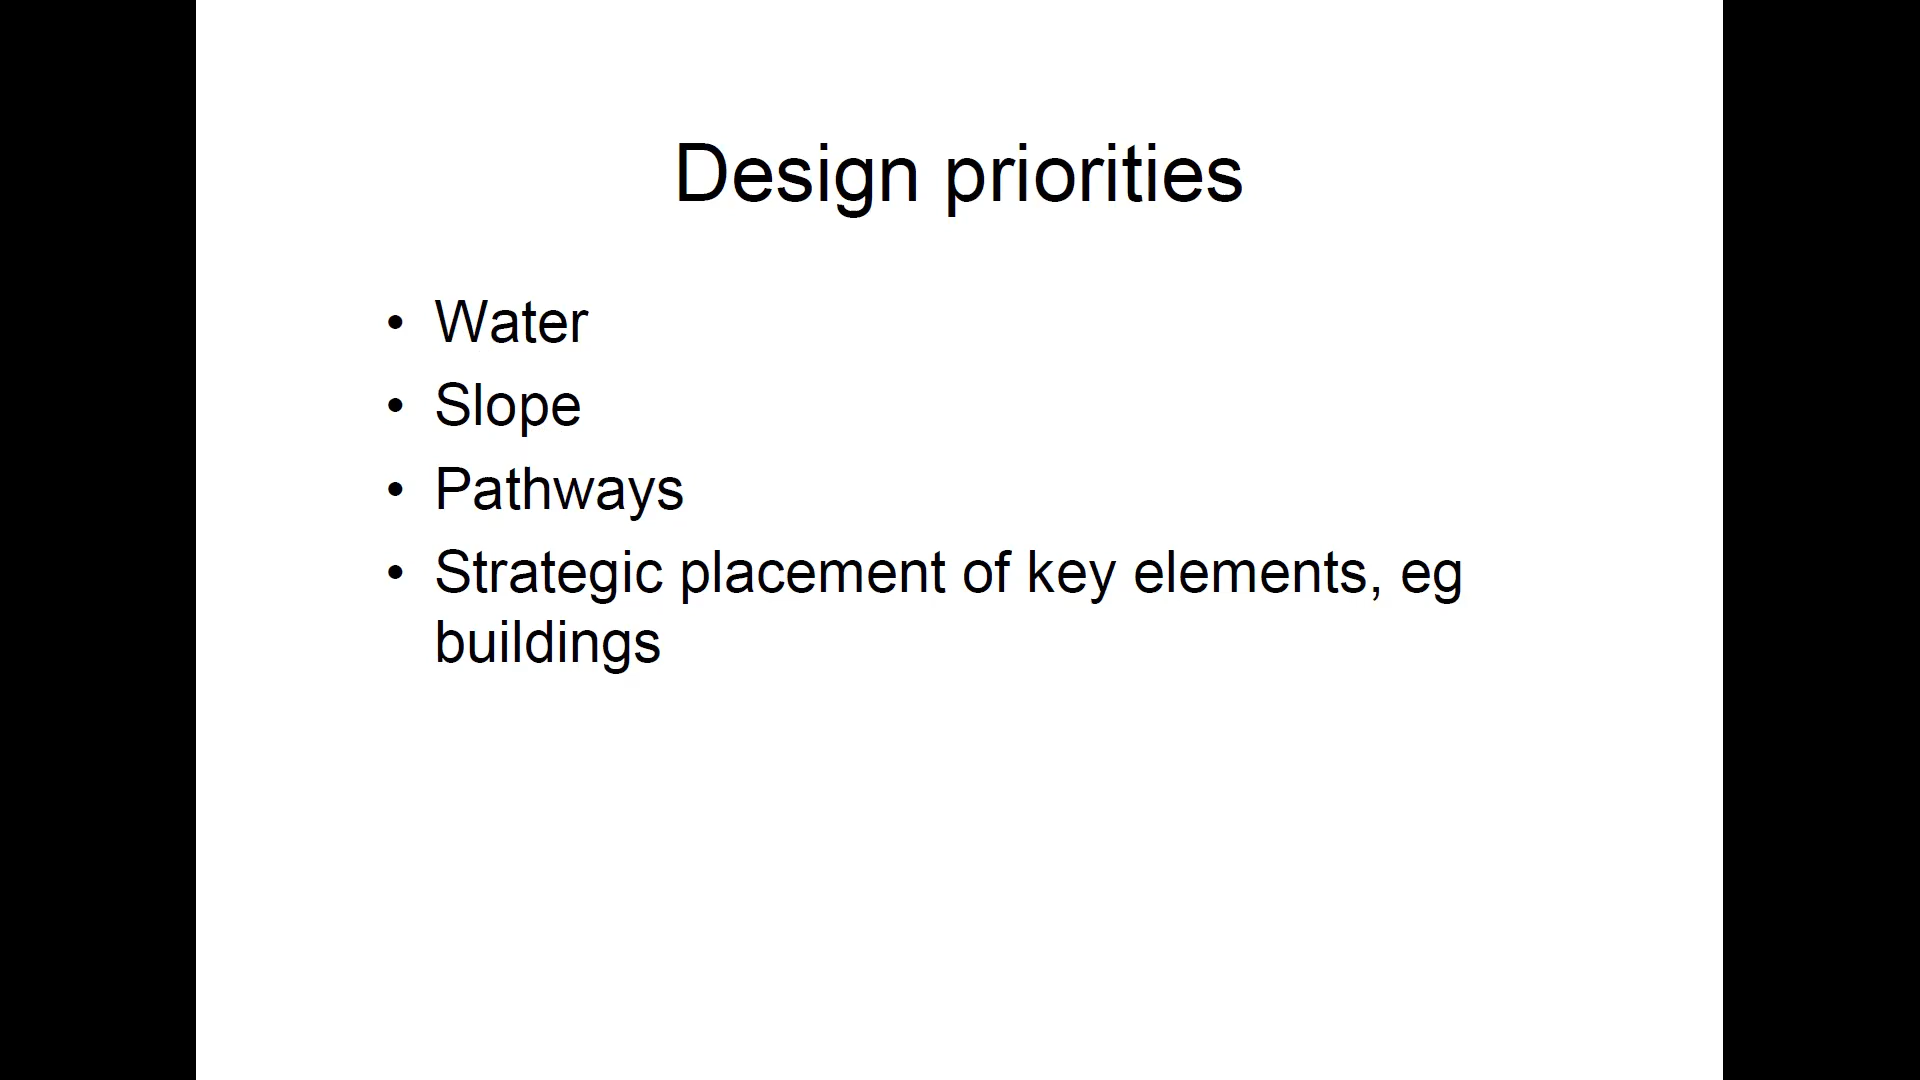 Design priorities
• Water
• Slope
• Pathways
• Strategic placement of key elements, eg
buildings